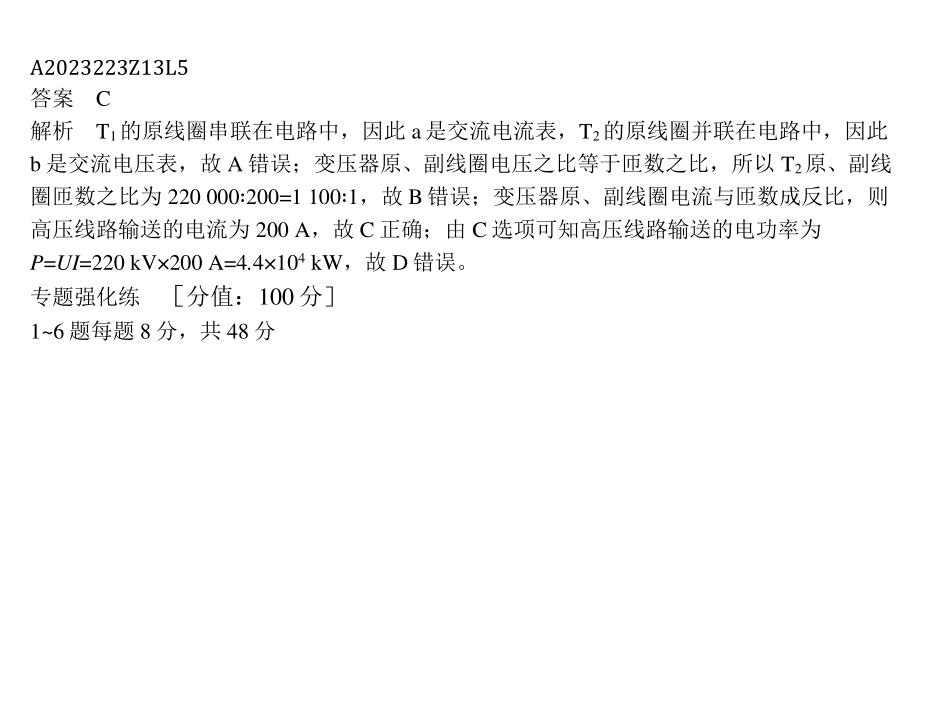 A2023223Z13L5
答案 C
解析 T₁的原线圈串联在电路中，因此 a 是交流电流表，T₂的原线圈并联在电路中，因此
b 是交流电压表，故 A 错误；变压器原、副线圈电压之比等于匝数之比，所以 T₂原、副线
圈匝数之比为 220 000∶200=1 100∶1，故 B 错误；变压器原、副线圈电流与匝数成反比，则
高压线路输送的电流为 200 A，故 C 正确；由 C 选项可知高压线路输送的电功率为
P=UI=220 kV×200 A=4.4×10⁴ kW，故 D 错误。
专题强化练 ［分值：100 分］
1~6 题每题 8 分，共 48 分